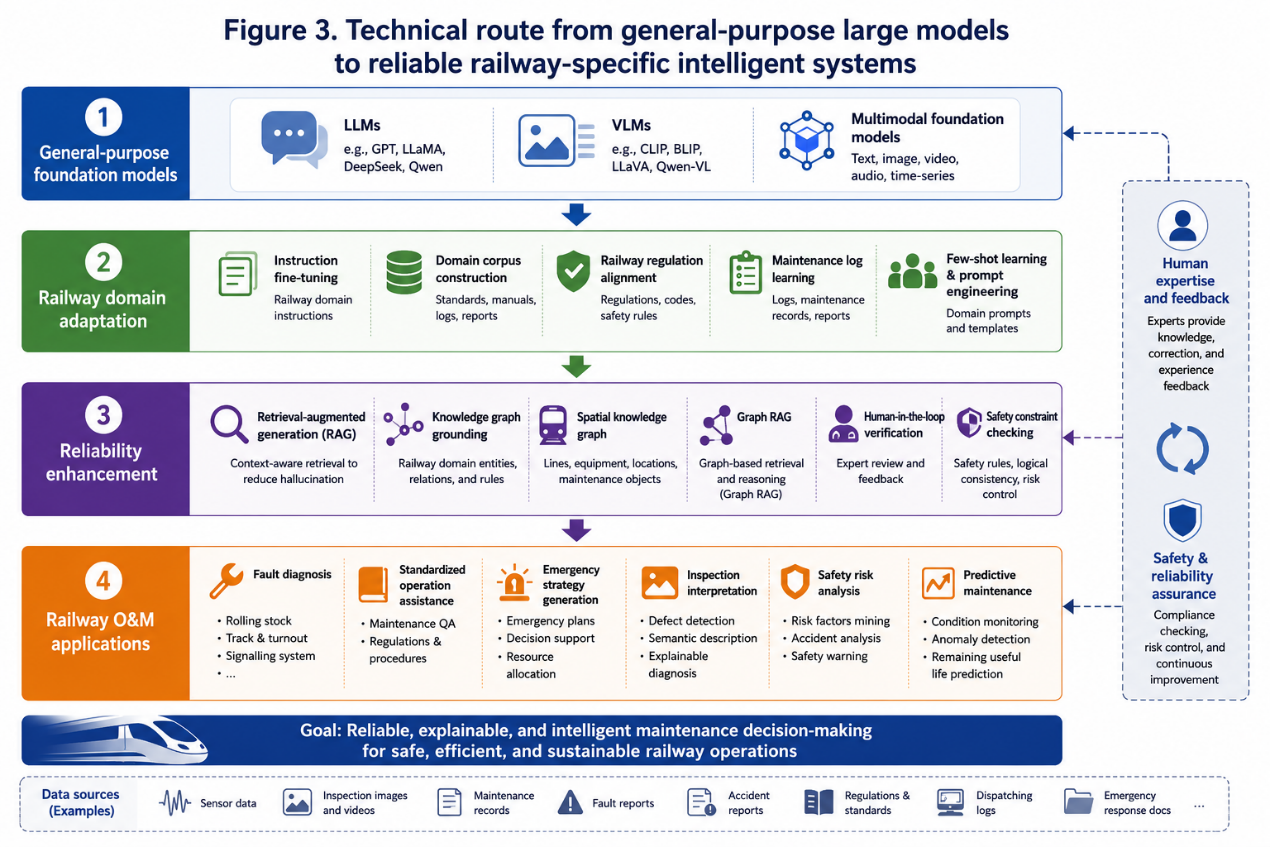 Figure 3. Technical route from general-purpose large models
to reliable railway-specific intelligent systems
1
General-purpose
foundation models
LLMs
e.g., GPT, LLaMA,
DeepSeek, Qwen
VLMs
e.g., CLIP, BLIP,
LLaVA, Qwen-VL
Multimodal foundation
models
Text, image, video,
audio, time-series
2
Railway domain
adaptation
Instruction
fine-tuning
Railway domain
instructions
Domain corpus
construction
Standards, manuals,
logs, reports
Railway regulation
alignment
Regulations, codes,
safety rules
Maintenance log
learning
Logs, maintenance
records, reports
Few-shot learning
& prompt
engineering
Domain prompts
and templates
3
Reliability
enhancement
Retrieval-augmented
generation (RAG)
Context-aware retrieval to
reduce hallucination
Knowledge graph
grounding
Railway domain entities,
relations, and rules
Spatial knowledge
graph
Lines, equipment, locations,
maintenance objects
Graph RAG
Graph-based retrieval
and reasoning
(Graph RAG)
Human-in-the-loop
verification
Expert review and
feedback
Safety constraint
checking
Safety rules, logical
consistency, risk
control
4
Railway O&M
applications
Fault diagnosis
• Rolling stock
• Track & turnout
• Signalling system
• ...
Standardized
operation
assistance
• Maintenance QA
• Regulations &
procedures
Emergency
strategy
generation
• Emergency plans
• Decision support
• Resource
allocation
Inspection
interpretation
• Defect detection
• Semantic description
• Explainable
diagnosis
Safety risk
analysis
• Risk factors mining
• Accident analysis
• Safety warning
Predictive
maintenance
• Condition monitoring
• Anomaly detection
• Remaining useful
life prediction
Human
expertise
and feedback
Experts provide
knowledge,
correction, and
experience
feedback
Safety &
reliability
assurance
Compliance
checking,
risk control, and
continuous
improvement
Goal: Reliable, explainable, and intelligent maintenance decision-making
for safe, efficient, and sustainable railway operations
Data sources
(Examples)
Sensor data
Inspection images
and videos
Maintenance
records
Fault reports
Accident
reports
Regulations &
standards
Dispatching
logs
Emergency
response docs
...